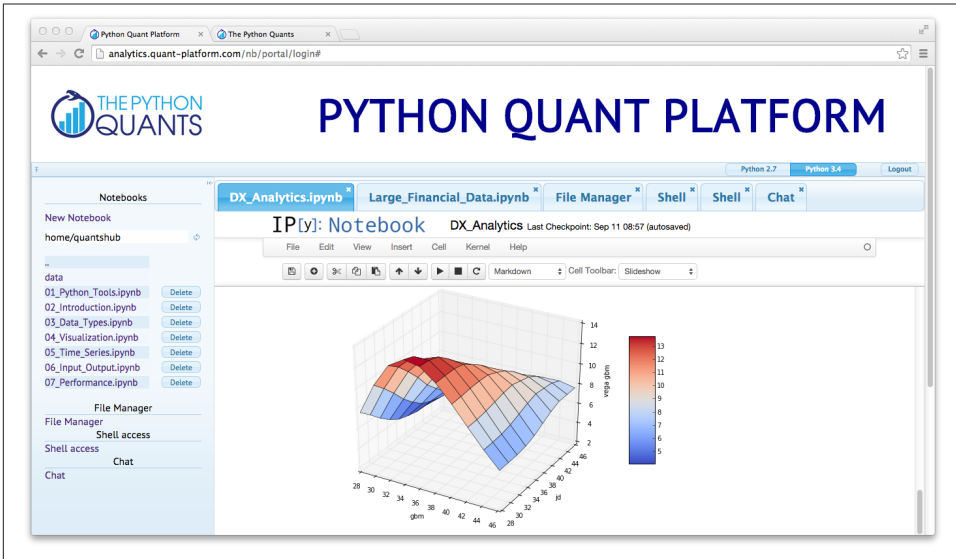 Python Quant Platform
The Python Quants
analytics.quant-platform.com/nb/portal/login#
THE PYTHON
QUANTS
PYTHON QUANT PLATFORM
Python 2.7 Python 3.4 Logout
Notebooks
New Notebook
home/quantshub
..
data
01_Python_Tools.ipynb Delete
02_Introduction.ipynb Delete
03_Data_Types.ipynb Delete
04_Visualization.ipynb Delete
05_Time_Series.ipynb Delete
06_Input_Output.ipynb Delete
07_Performance.ipynb Delete
File Manager
File Manager
Shell access
Shell access
Chat
Chat
DX_Analytics.ipynb Large_Financial_Data.ipynb File Manager Shell Shell Chat
IP[y]: Notebook DX_Analytics Last Checkpoint: Sep 11 08:57 (autosaved)
File Edit View Insert Cell Kernel Help
Markdown Cell Toolbar: Slideshow
14
12
10
8
6
4
2
vega gbm
28 30 32 34 36 38 40 42 44 46
gbm
28 30 32 34 36 38 40 42 44 46
jd
13
12
11
10
9
8
7
6
5